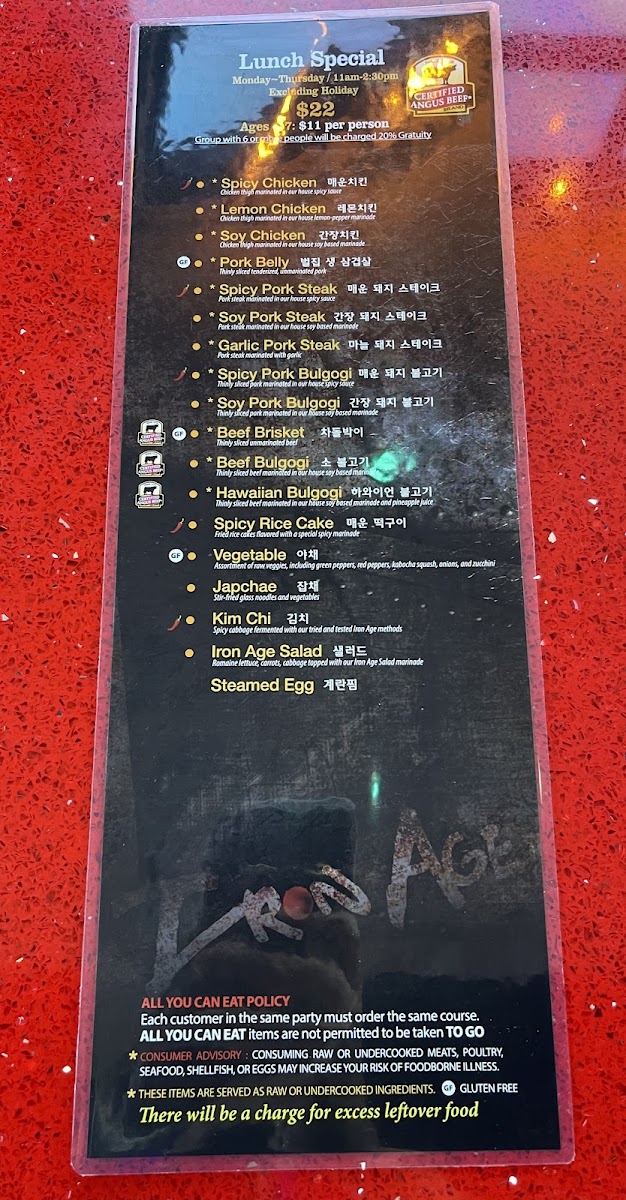 Lunch Special
Monday~Thursday / 11am-2:30pm
Excluding Holiday
$22
Ages 7: $11 per person
Group with 6 or more people will be charged 20% Gratuity
CERTIFIED
ANGUS BEEF®
BRAND
* Spicy Chicken 매운치킨
Chicken thigh marinated in our house spicy sauce
* Lemon Chicken 레몬치킨
Chicken thigh marinated in our house lemon-pepper marinade
* Soy Chicken 간장치킨
Chicken thigh marinated in our house soy based marinade
GF * Pork Belly 벌집 생 삼겹살
Thinly sliced tenderized, unmarinated pork
* Spicy Pork Steak 매운 돼지 스테이크
Pork steak marinated in our house spicy sauce
* Soy Pork Steak 간장 돼지 스테이크
Pork steak marinated in our house soy based marinade
* Garlic Pork Steak 마늘 돼지 스테이크
Pork steak marinated with garlic
* Spicy Pork Bulgogi 매운 돼지 불고기
Thinly sliced pork marinated in our house spicy sauce
* Soy Pork Bulgogi 간장 돼지 불고기
Thinly sliced pork marinated in our house soy based marinade
GF * Beef Brisket 차돌박이
Thinly sliced unmarinated beef
* Beef Bulgogi 소 불고기
Thinly sliced beef marinated in our house soy based marinade
* Hawaiian Bulgogi 하와이언 불고기
Thinly sliced beef marinated in our house soy based marinade and pineapple juice
Spicy Rice Cake 매운 떡구이
Fried rice cakes flavored with a special spicy marinade
GF Vegetable 야채
Assortment of raw veggies, including green peppers, red peppers, kabocha squash, onions, and zucchini
Japchae 잡채
Stir-fried glass noodles and vegetables
Kim Chi 김치
Spicy cabbage fermented with our tried and tested Iron Age methods
Iron Age Salad 샐러드
Romaine lettuce, carrots, cabbage topped with our Iron Age Salad marinade
Steamed Egg 계란찜
IRON AGE
ALL YOU CAN EAT POLICY
Each customer in the same party must order the same course.
ALL YOU CAN EAT items are not permitted to be taken TO GO
* CONSUMER ADVISORY : CONSUMING RAW OR UNDERCOOKED MEATS, POULTRY,
SEAFOOD, SHELLFISH, OR EGGS MAY INCREASE YOUR RISK OF FOODBORNE ILLNESS.
* THESE ITEMS ARE SERVED AS RAW OR UNDERCOOKED INGREDIENTS. GF GLUTEN FREE
There will be a charge for excess leftover food